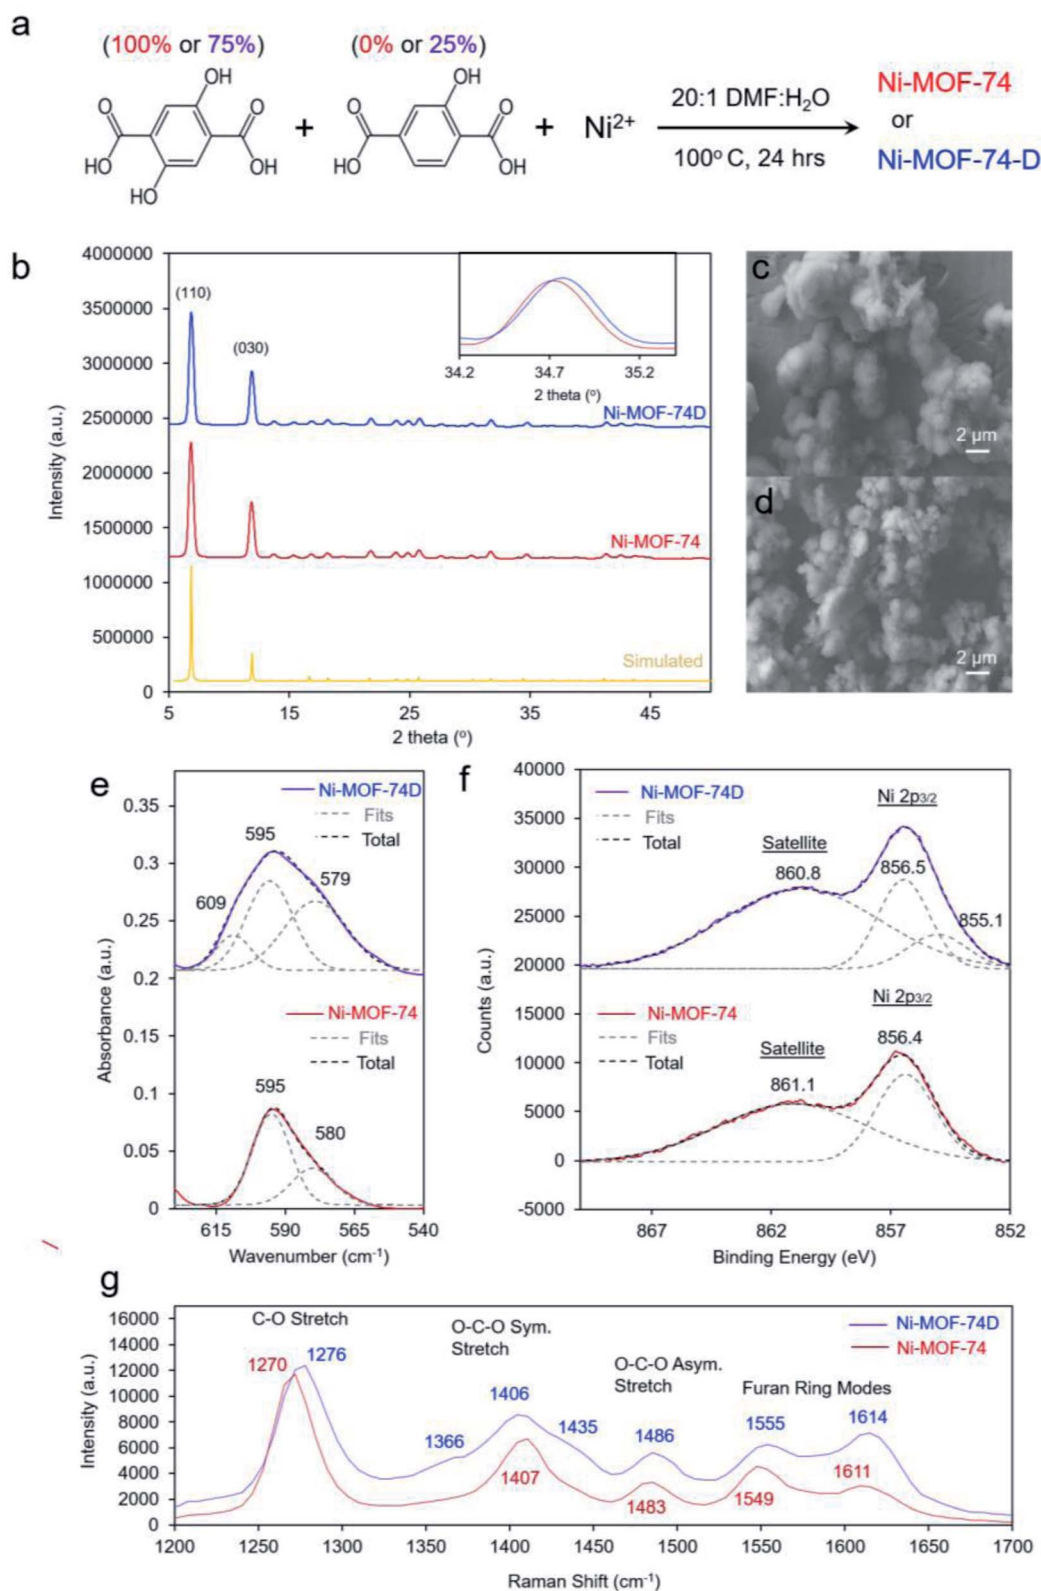 a
(100% or 75%)
(0% or 25%)
OH
O
O
HO
OH
HO
+
OH
O
O
HO
OH
+
Ni2+
20:1 DMF:H2O
100o C, 24 hrs
Ni-MOF-74
or
Ni-MOF-74-D
b
Intensity (a.u.)
4000000
3500000
3000000
2500000
2000000
1500000
1000000
500000
0
(110)
(030)
34.2
34.7
35.2
2 theta (o)
Ni-MOF-74D
Ni-MOF-74
Simulated
5
15
25
35
45
2 theta (o)
c
2 µm
d
2 µm
e
Absorbance (a.u.)
0.35
0.3
0.25
0.2
0.15
0.1
0.05
0
Ni-MOF-74D
Fits
Total
595
609
579
Ni-MOF-74
Fits
Total
595
580
615
590
565
540
Wavenumber (cm-1)
f
Counts (a.u.)
40000
35000
30000
25000
20000
15000
10000
5000
0
-5000
Ni-MOF-74D
Fits
Total
Ni 2p3/2
Satellite
860.8
856.5
855.1
Ni-MOF-74
Fits
Total
Ni 2p3/2
Satellite
861.1
856.4
867
862
857
852
Binding Energy (eV)
g
Intensity (a.u.)
16000
14000
12000
10000
8000
6000
4000
2000
0
C-O Stretch
1270
1276
O-C-O Sym.
Stretch
1366
1406
1435
1407
O-C-O Asym.
Stretch
1486
1483
Furan Ring Modes
1555
1614
1549
1611
Ni-MOF-74D
Ni-MOF-74
1200
1250
1300
1350
1400
1450
1500
1550
1600
1650
1700
Raman Shift (cm-1)